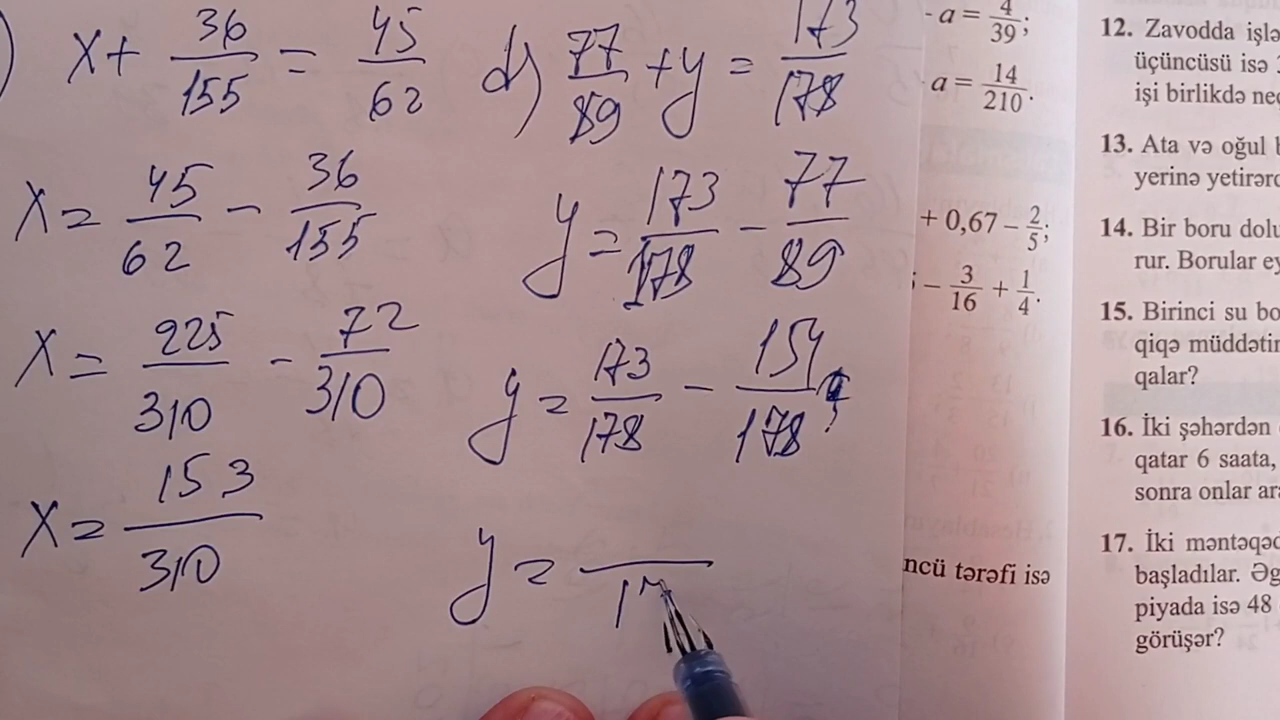 ) x + 36/155 = 45/62
x = 45/62 - 36/155
x = 225/310 - 72/310
x = 153/310
d) 77/89 + y = 173/178
y = 173/178 - 77/89
y = 173/178 - 154/178
y = /17
- a = 4/39;
- a = 14/210.
+ 0,67 - 2/5;
- 3/16 + 1/4.
ncü tərəfi isə
12. Zavodda işlə
üçüncüsü isə
işi birlikdə neç
13. Ata və oğul b
yerinə yetirərd
14. Bir boru dolu
rur. Borular ey
15. Birinci su bo
qiqə müddətin
qalar?
16. İki şəhərdən
qatar 6 saata,
sonra onlar ara
17. İki məntəqəd
başladılar. Əg
piyada isə 48
görüşər?